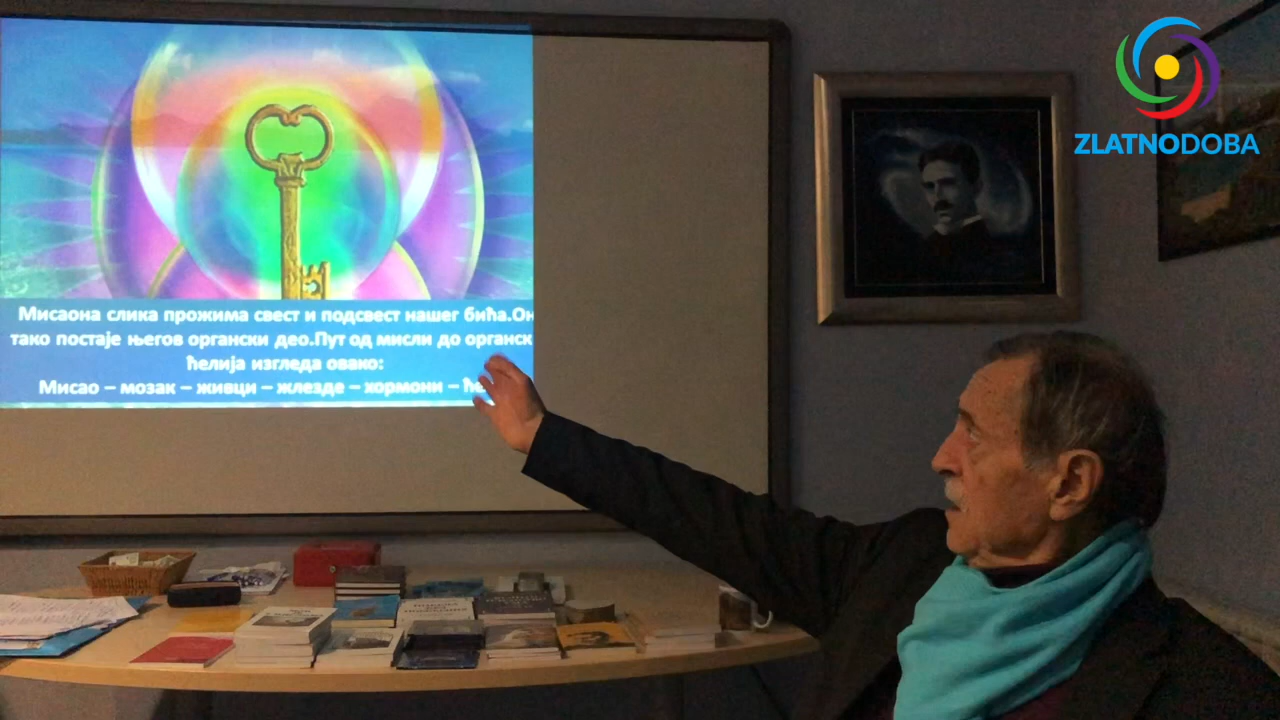 ZLATNODOBA
Мисаона слика прожима свест и подсвест нашег бића.Он
тако постаје његов органски део.Пут од мисли до органск
ћелија изгледа овако:
Мисао – мозак – живци – жлезде – хормони –